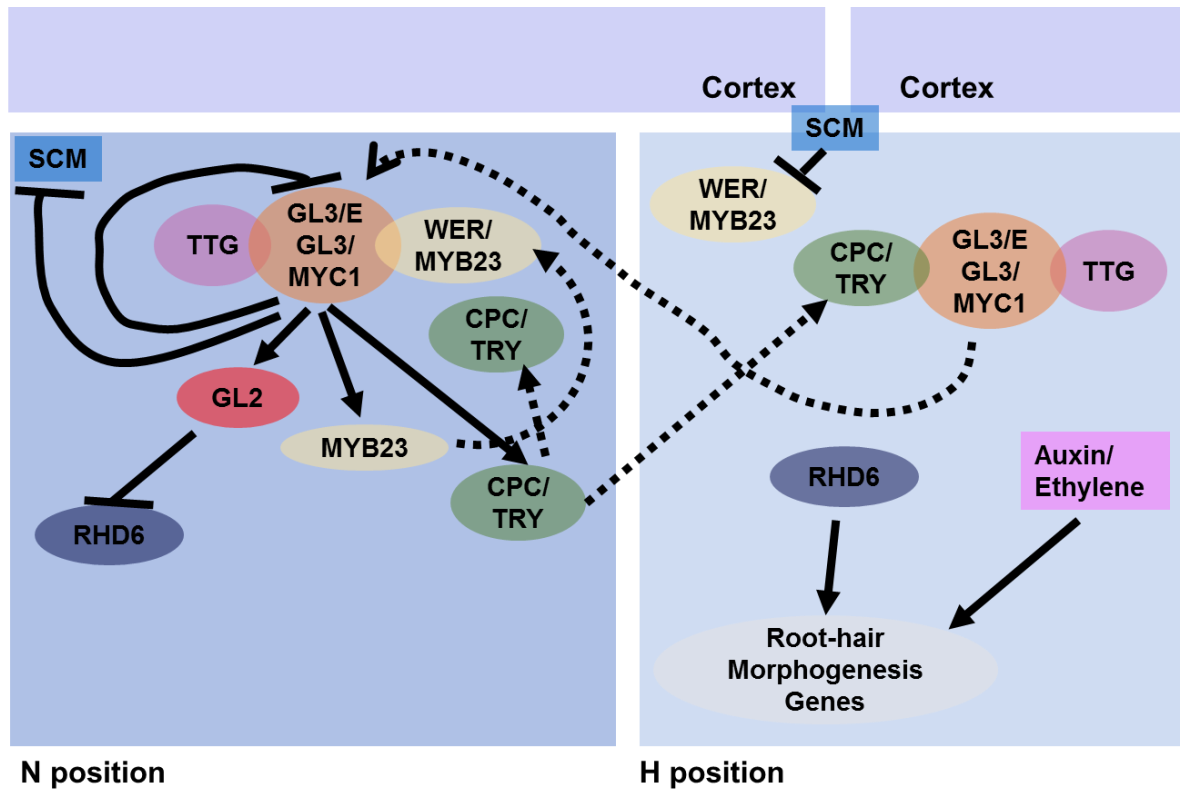 Cortex
Cortex
SCM
SCM
TTG
GL3/E
GL3/
MYC1
WER/
MYB23
CPC/
TRY
GL2
MYB23
CPC/
TRY
RHD6
WER/
MYB23
CPC/
TRY
GL3/E
GL3/
MYC1
TTG
RHD6
Auxin/
Ethylene
Root-hair
Morphogenesis
Genes
N position
H position